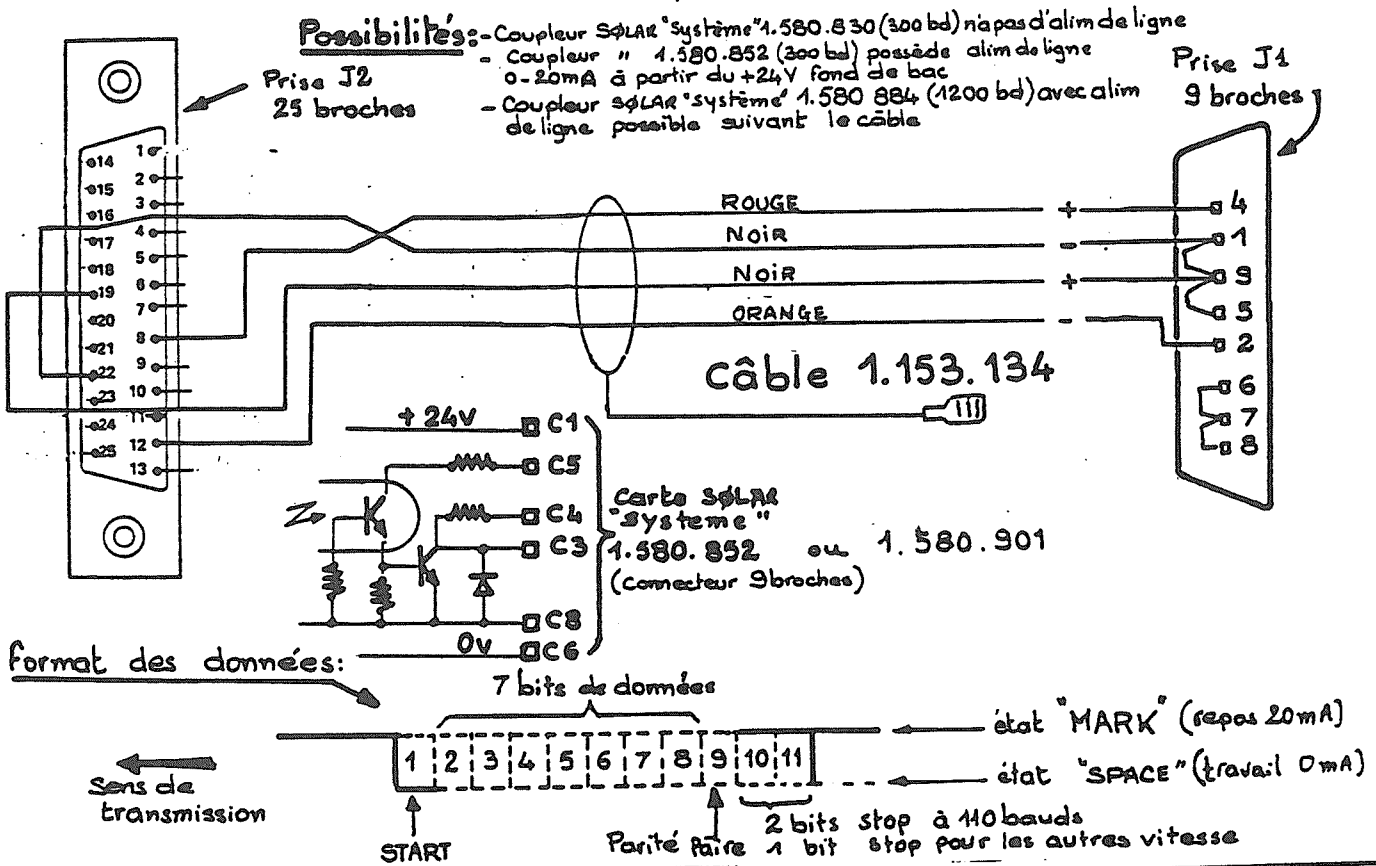 Possibilités:- Coupleur SØLAR "Système" 1.580.830 (300 bd) n'a pas d'alim de ligne
- Coupleur " 1.580.852 (300 bd) possède alim de ligne
0-20mA à partir du +24V fond de bac
- Coupleur SØLAR "Système" 1.580 884 (1200 bd) avec alim
de ligne possible suivant le câble
Prise J2
25 broches
Prise J1
9 broches
1
2
3
4
5
6
7
8
9
10
11
12
13
14
15
16
17
18
19
20
21
22
23
24
25
ROUGE +
NOIR -
NOIR +
ORANGE -
4
1
9
5
2
6
7
8
câble 1.153.134
+24V C1
C5
C4
C3
C8
0v C6
Carte SØLAR
"Systeme"
1.580.852 ou 1.580.901
(connecteur 9broches)
format des données:
7 bits de données
1 2 3 4 5 6 7 8 9 10 11
état "MARK" (repos 20mA)
état "SPACE" (travail 0mA)
Sens de
transmission
START
Parité Paire
2 bits stop à 110 bauds
1 bit stop pour les autres vitesse